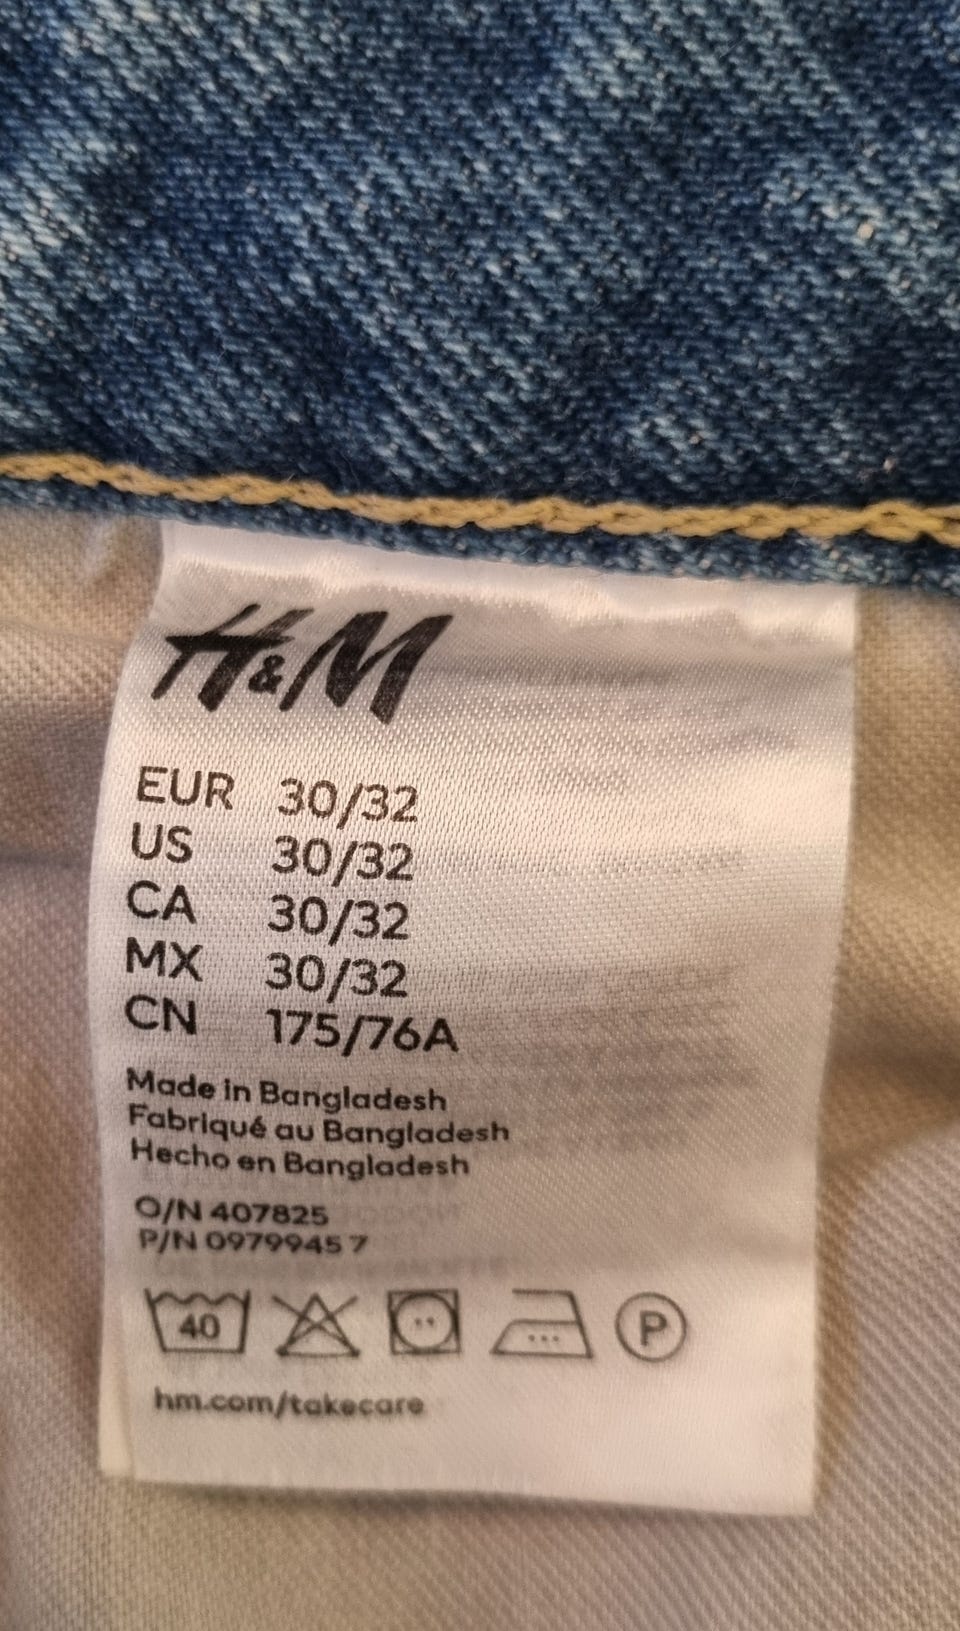 H&M
EUR 30/32
US 30/32
CA 30/32
MX 30/32
CN 175/76A
Made in Bangladesh
Fabriqué au Bangladesh
Hecho en Bangladesh
O/N 407825
P/N 0979945 7
40 P
hm.com/takecare